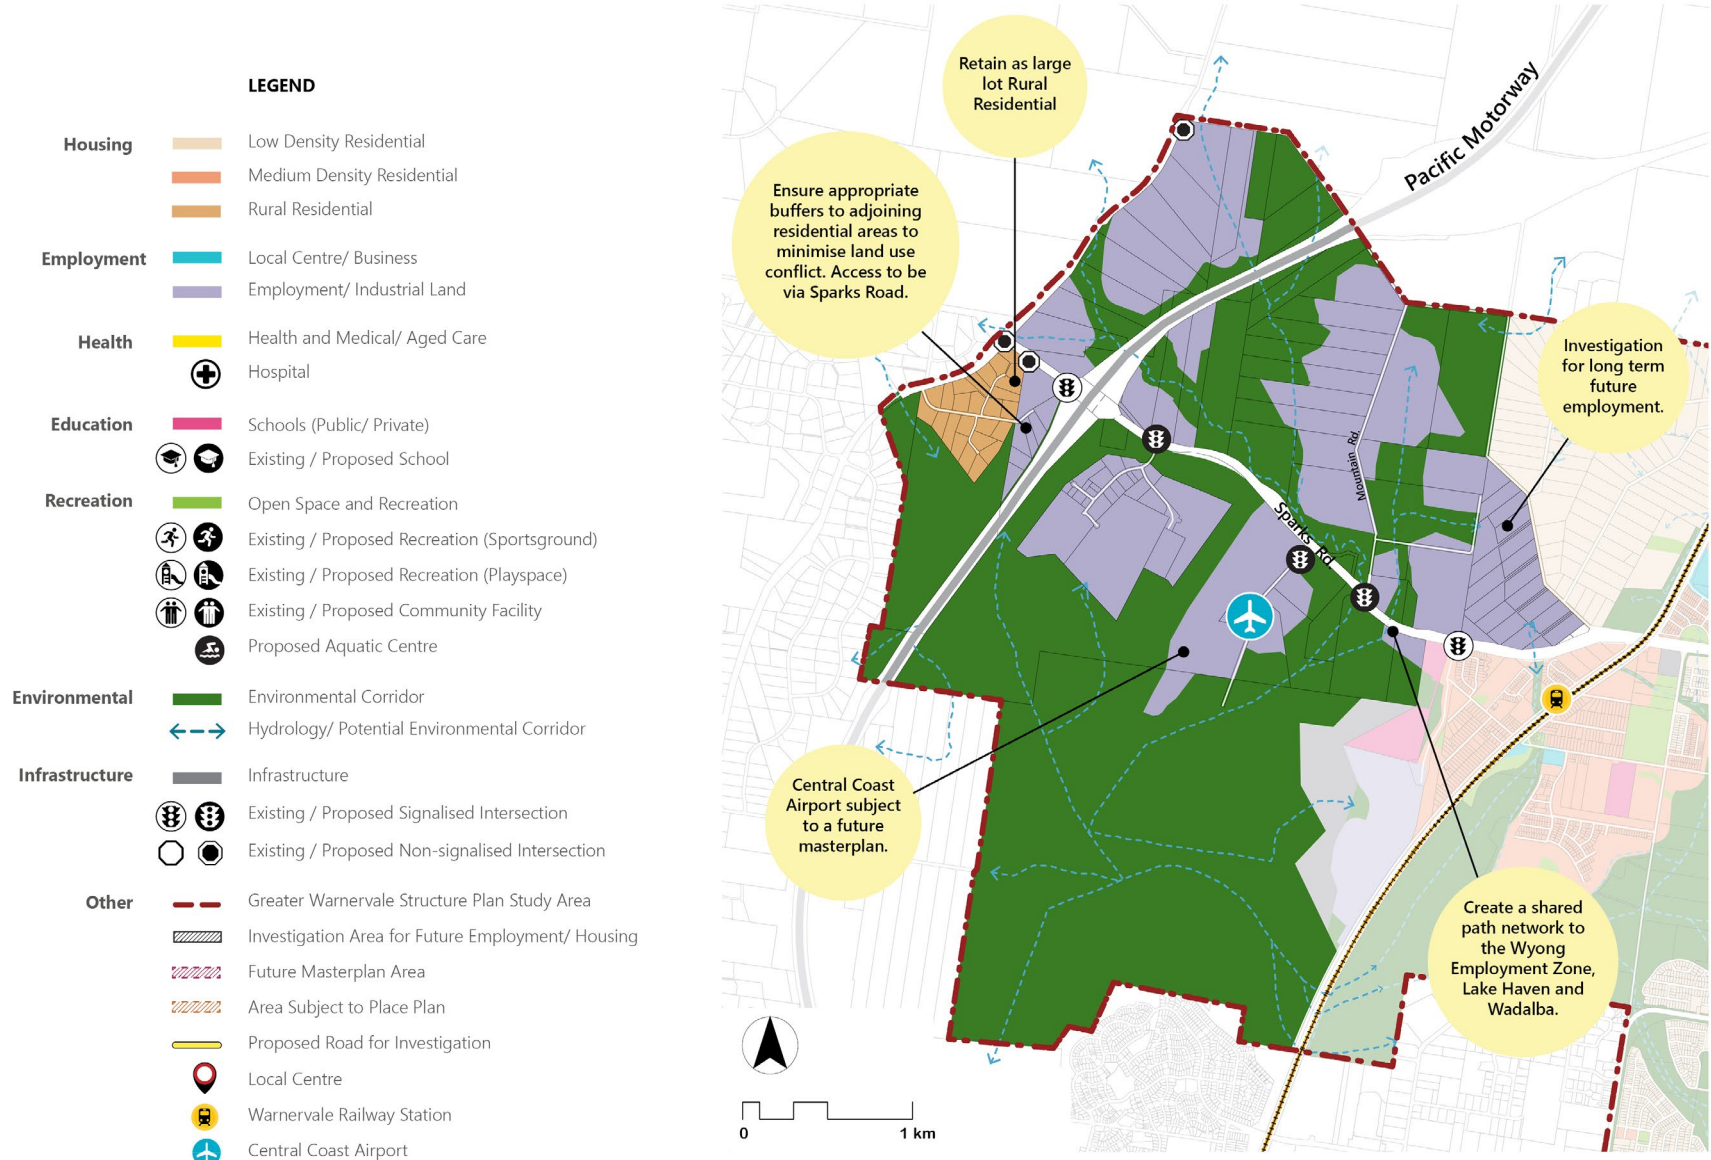 LEGEND
Housing
Low Density Residential
Medium Density Residential
Rural Residential
Employment
Local Centre/ Business
Employment/ Industrial Land
Health
Health and Medical/ Aged Care
Hospital
Education
Schools (Public/ Private)
Existing / Proposed School
Recreation
Open Space and Recreation
Existing / Proposed Recreation (Sportsground)
Existing / Proposed Recreation (Playspace)
Existing / Proposed Community Facility
Proposed Aquatic Centre
Environmental
Environmental Corridor
Hydrology/ Potential Environmental Corridor
Infrastructure
Infrastructure
Existing / Proposed Signalised Intersection
Existing / Proposed Non-signalised Intersection
Other
Greater Warnervale Structure Plan Study Area
Investigation Area for Future Employment/ Housing
Future Masterplan Area
Area Subject to Place Plan
Proposed Road for Investigation
Local Centre
Warnervale Railway Station
Central Coast Airport
Retain as large
lot Rural
Residential
Ensure appropriate
buffers to adjoining
residential areas to
minimise land use
conflict. Access to be
via Sparks Road.
Pacific Motorway
Investigation
for long term
future
employment.
Mountain Rd.
Sparks Rd
Central Coast
Airport subject
to a future
masterplan.
Create a shared
path network to
the Wyong
Employment Zone,
Lake Haven and
Wadalba.
0
1 km